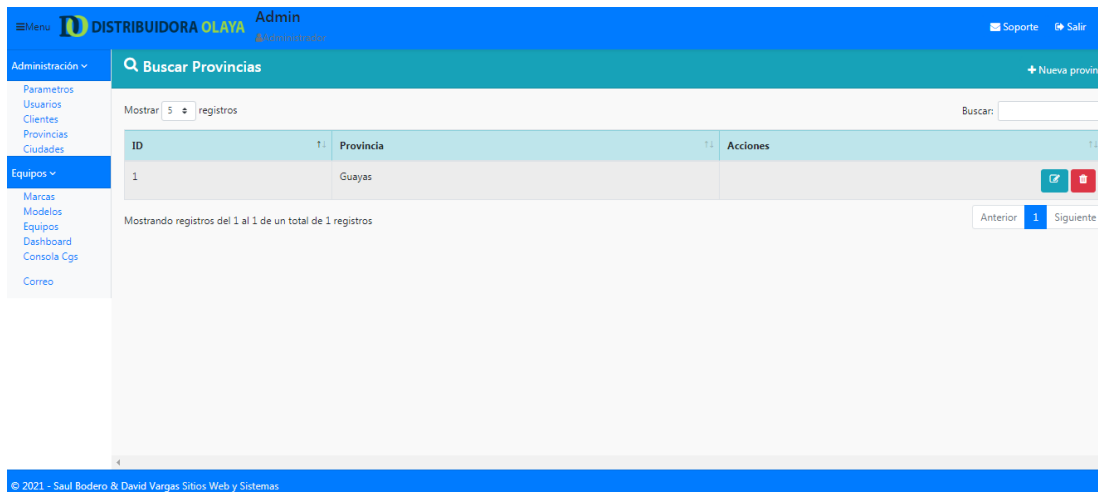 Menu
DISTRIBUIDORA OLAYA
Admin
Administrador
Soporte
Salir
Administración
Parametros
Usuarios
Clientes
Provincias
Ciudades
Equipos
Marcas
Modelos
Equipos
Dashboard
Consola Cgs
Correo
Buscar Provincias
+ Nueva provin
Mostrar 5 registros
Buscar:
ID Provincia Acciones
1 Guayas
Mostrando registros del 1 al 1 de un total de 1 registros
Anterior 1 Siguiente
© 2021 - Saul Bodero & David Vargas Sitios Web y Sistemas